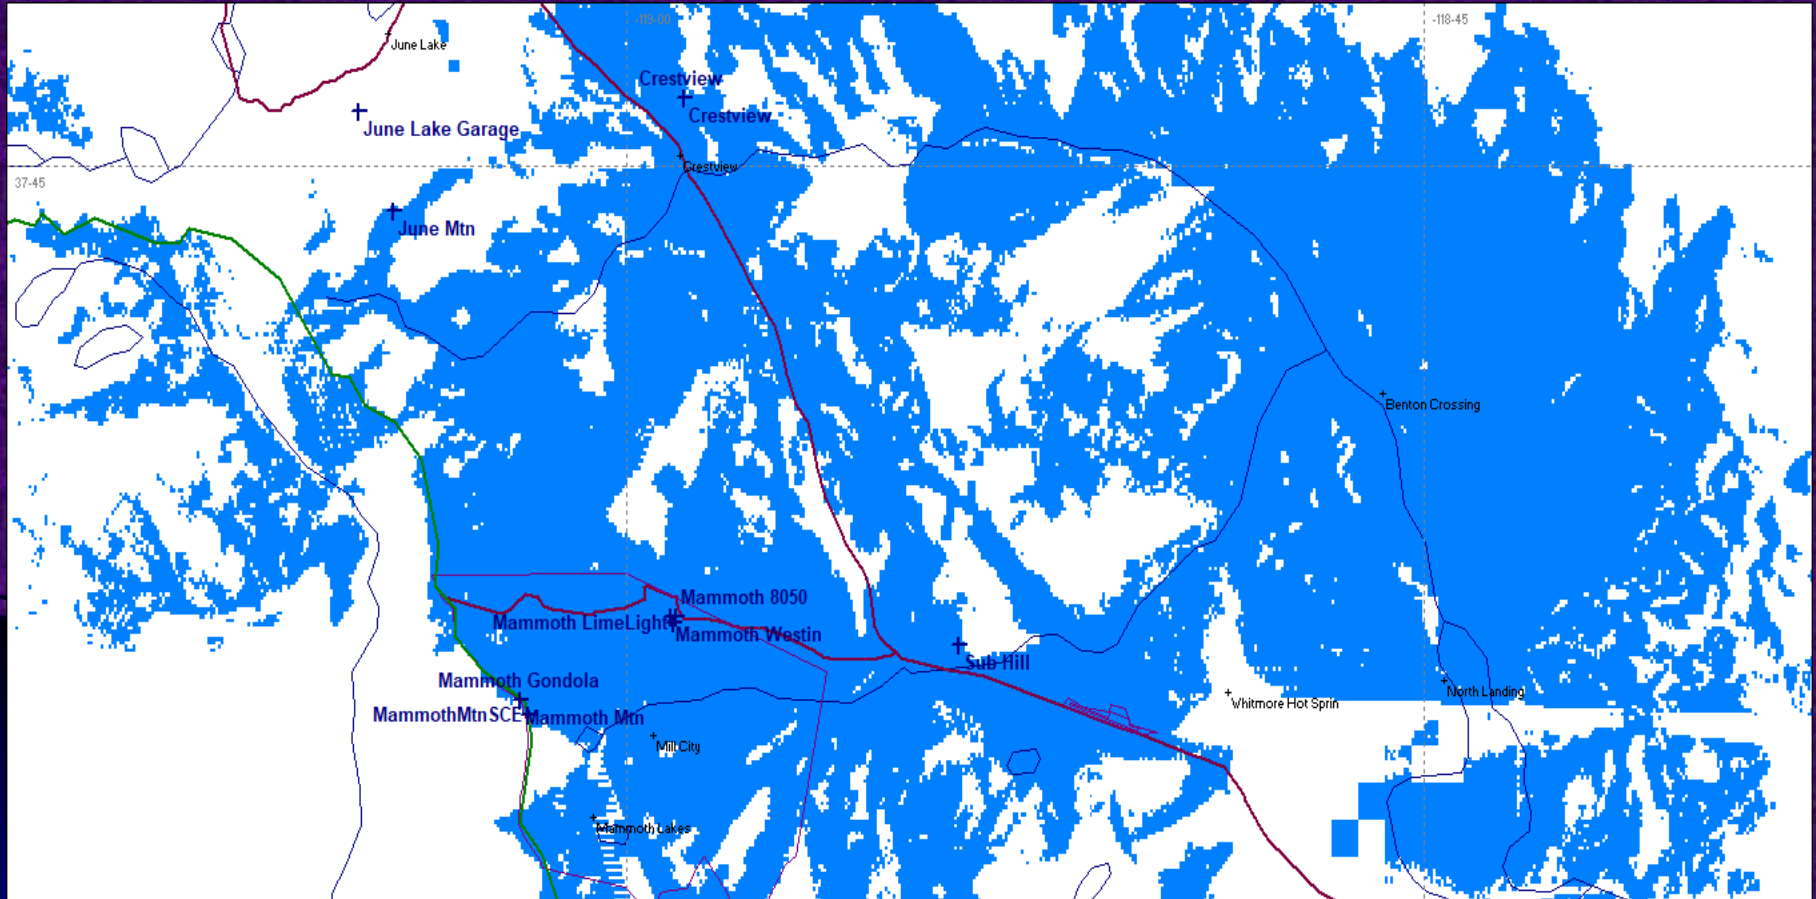 -119-00
-118-45
June Lake
Crestview
Crestview
June Lake Garage
Crestview
37-45
June Mtn
Benton Crossing
Mammoth 8050
Mammoth LimeLight
Mammoth Westin
Sub Hill
Mammoth Gondola
North Landing
Whitmore Hot Sprin
MammothMtnSCE
Mammoth Mtn
Mill City
Mammoth Lakes